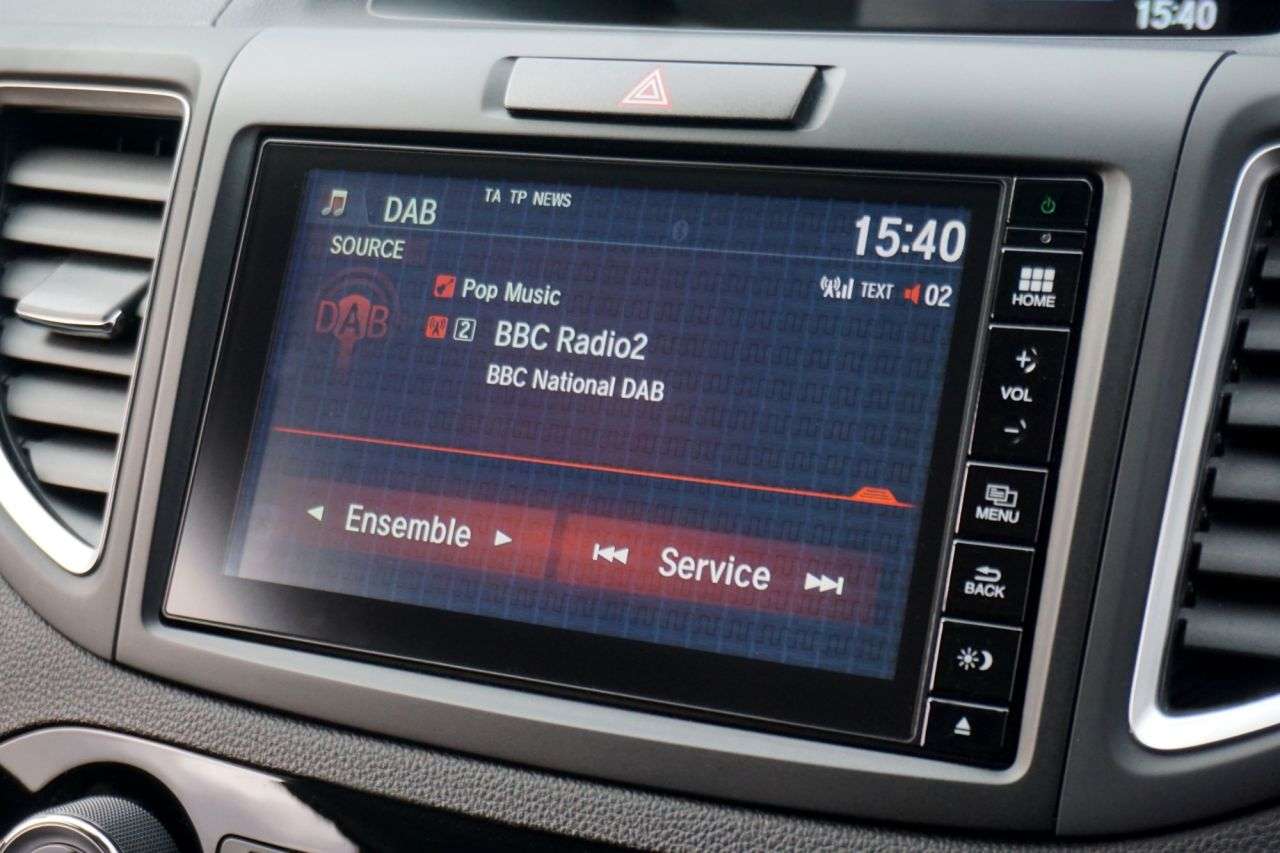 15:40
TA TP NEWS
DAB
15:40
SOURCE
TEXT 02
DAB
Pop Music
2 BBC Radio2
BBC National DAB
Ensemble
Service
HOME
+
VOL
-
MENU
BACK